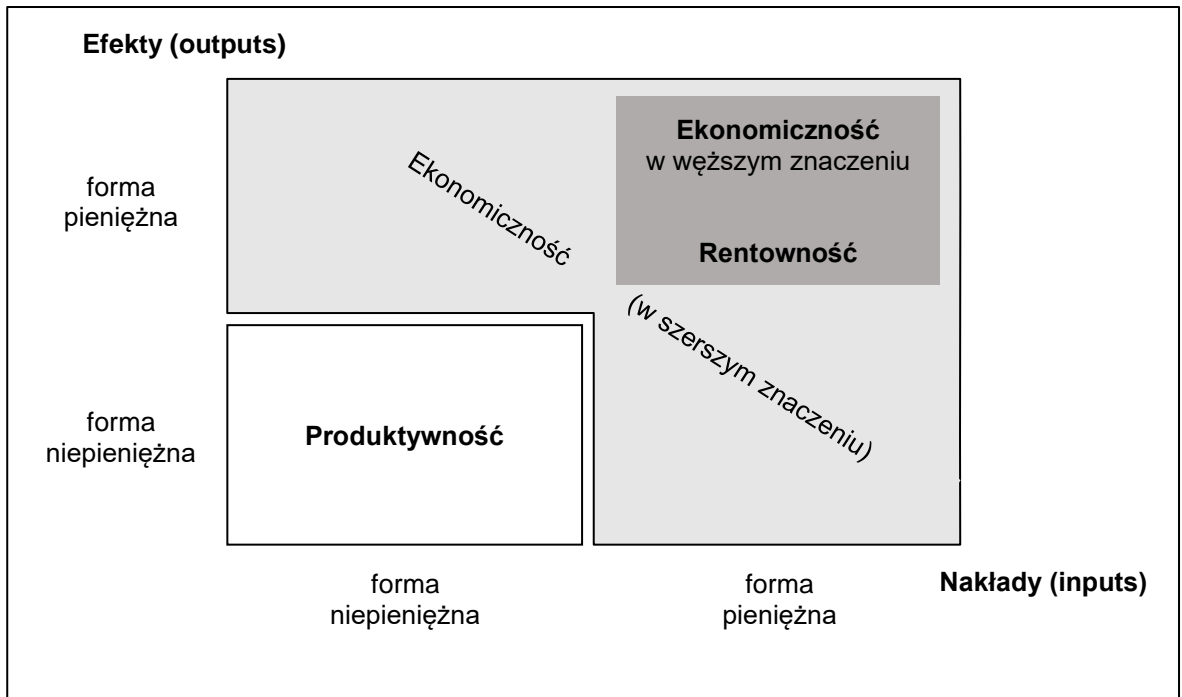 Efekty (outputs)
Ekonomiczność
w węższym znaczeniu
Ekonomiczność
forma
pieniężna
Rentowność
(w szerszym znaczeniu)
forma
niepieniężna
Produktywność
forma
niepieniężna
forma
pieniężna
Nakłady (inputs)